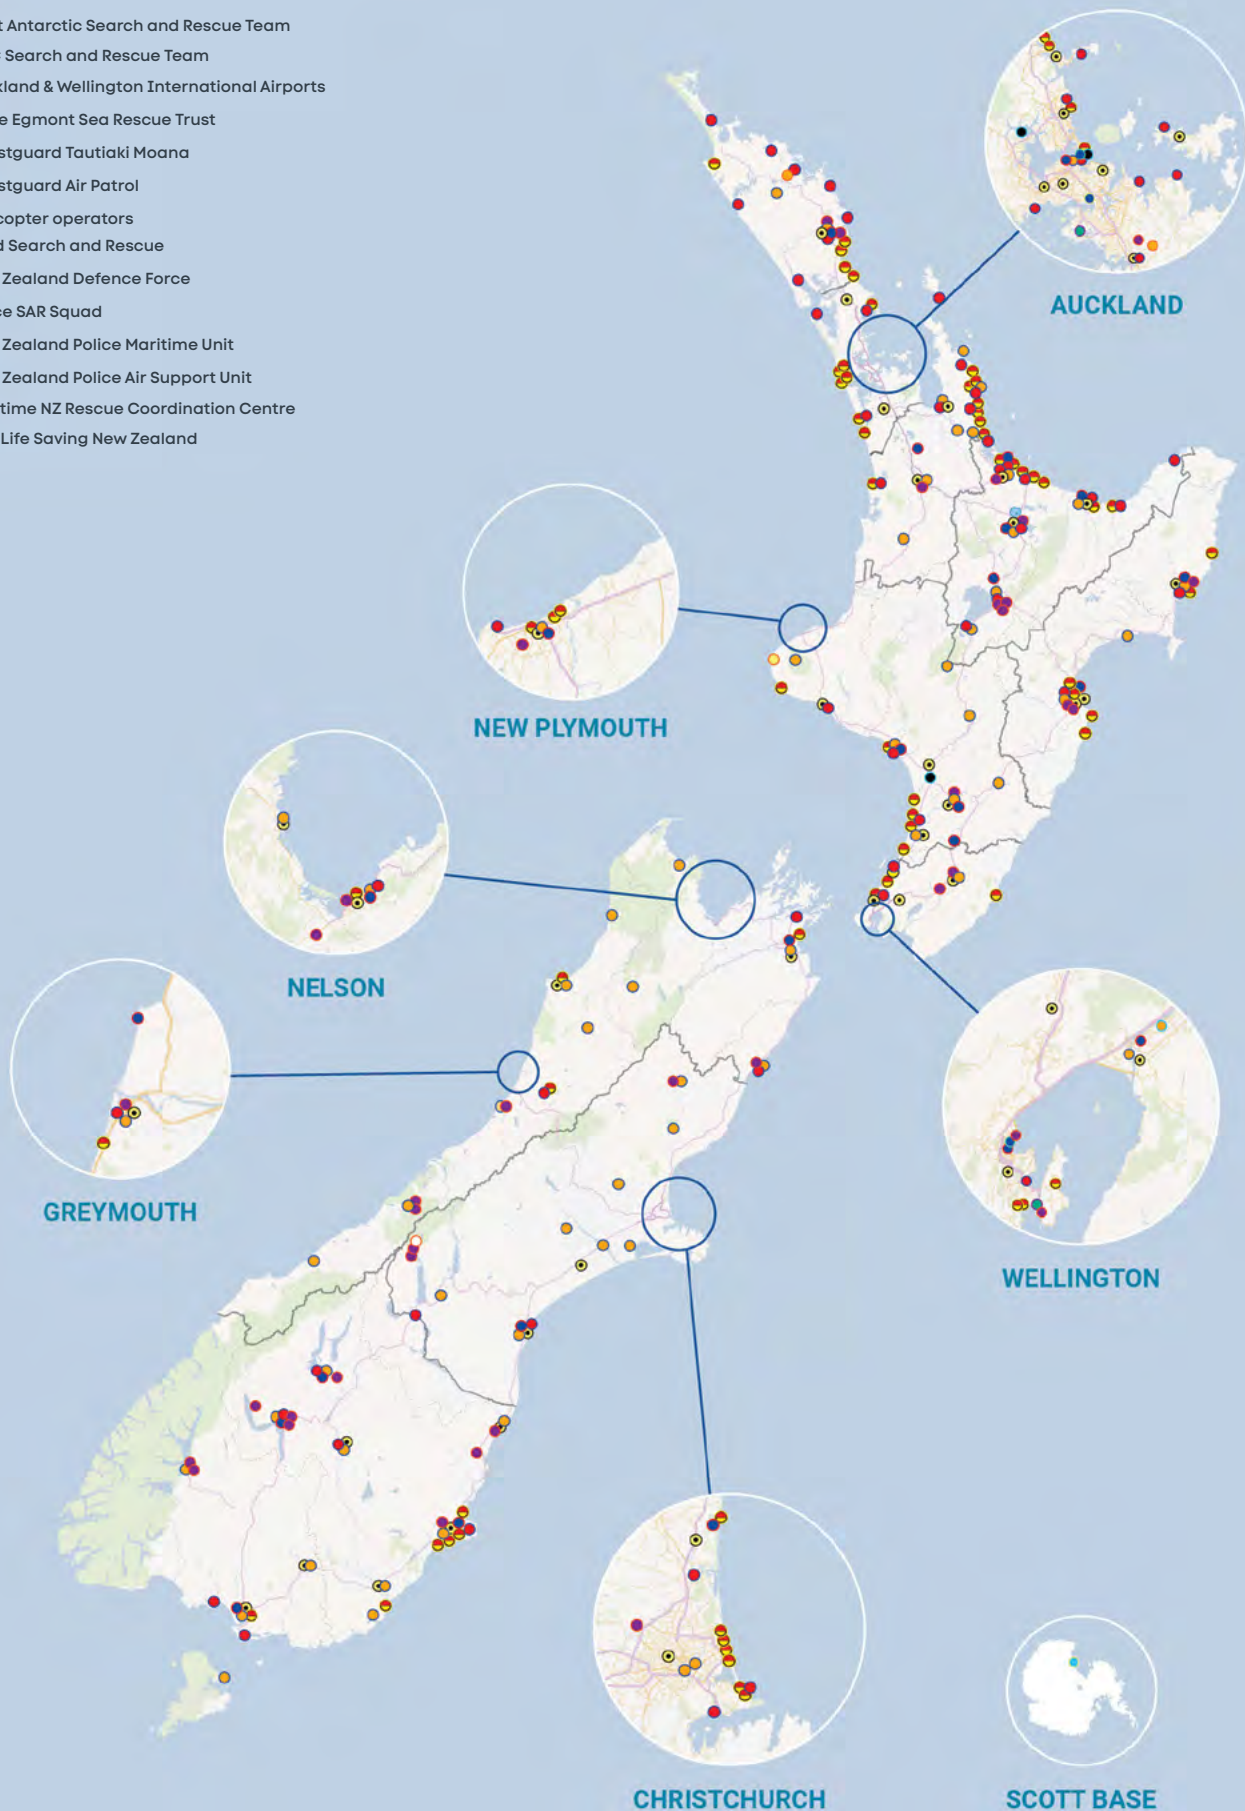 t Antarctic Search and Rescue Team
Search and Rescue Team
kland & Wellington International Airports
e Egmont Sea Rescue Trust
stguard Tautiaki Moana
stguard Air Patrol
copter operators
d Search and Rescue
Zealand Defence Force
ce SAR Squad
Zealand Police Maritime Unit
Zealand Police Air Support Unit
time NZ Rescue Coordination Centre
Life Saving New Zealand
AUCKLAND
NEW PLYMOUTH
NELSON
GREYMOUTH
WELLINGTON
CHRISTCHURCH
SCOTT BASE